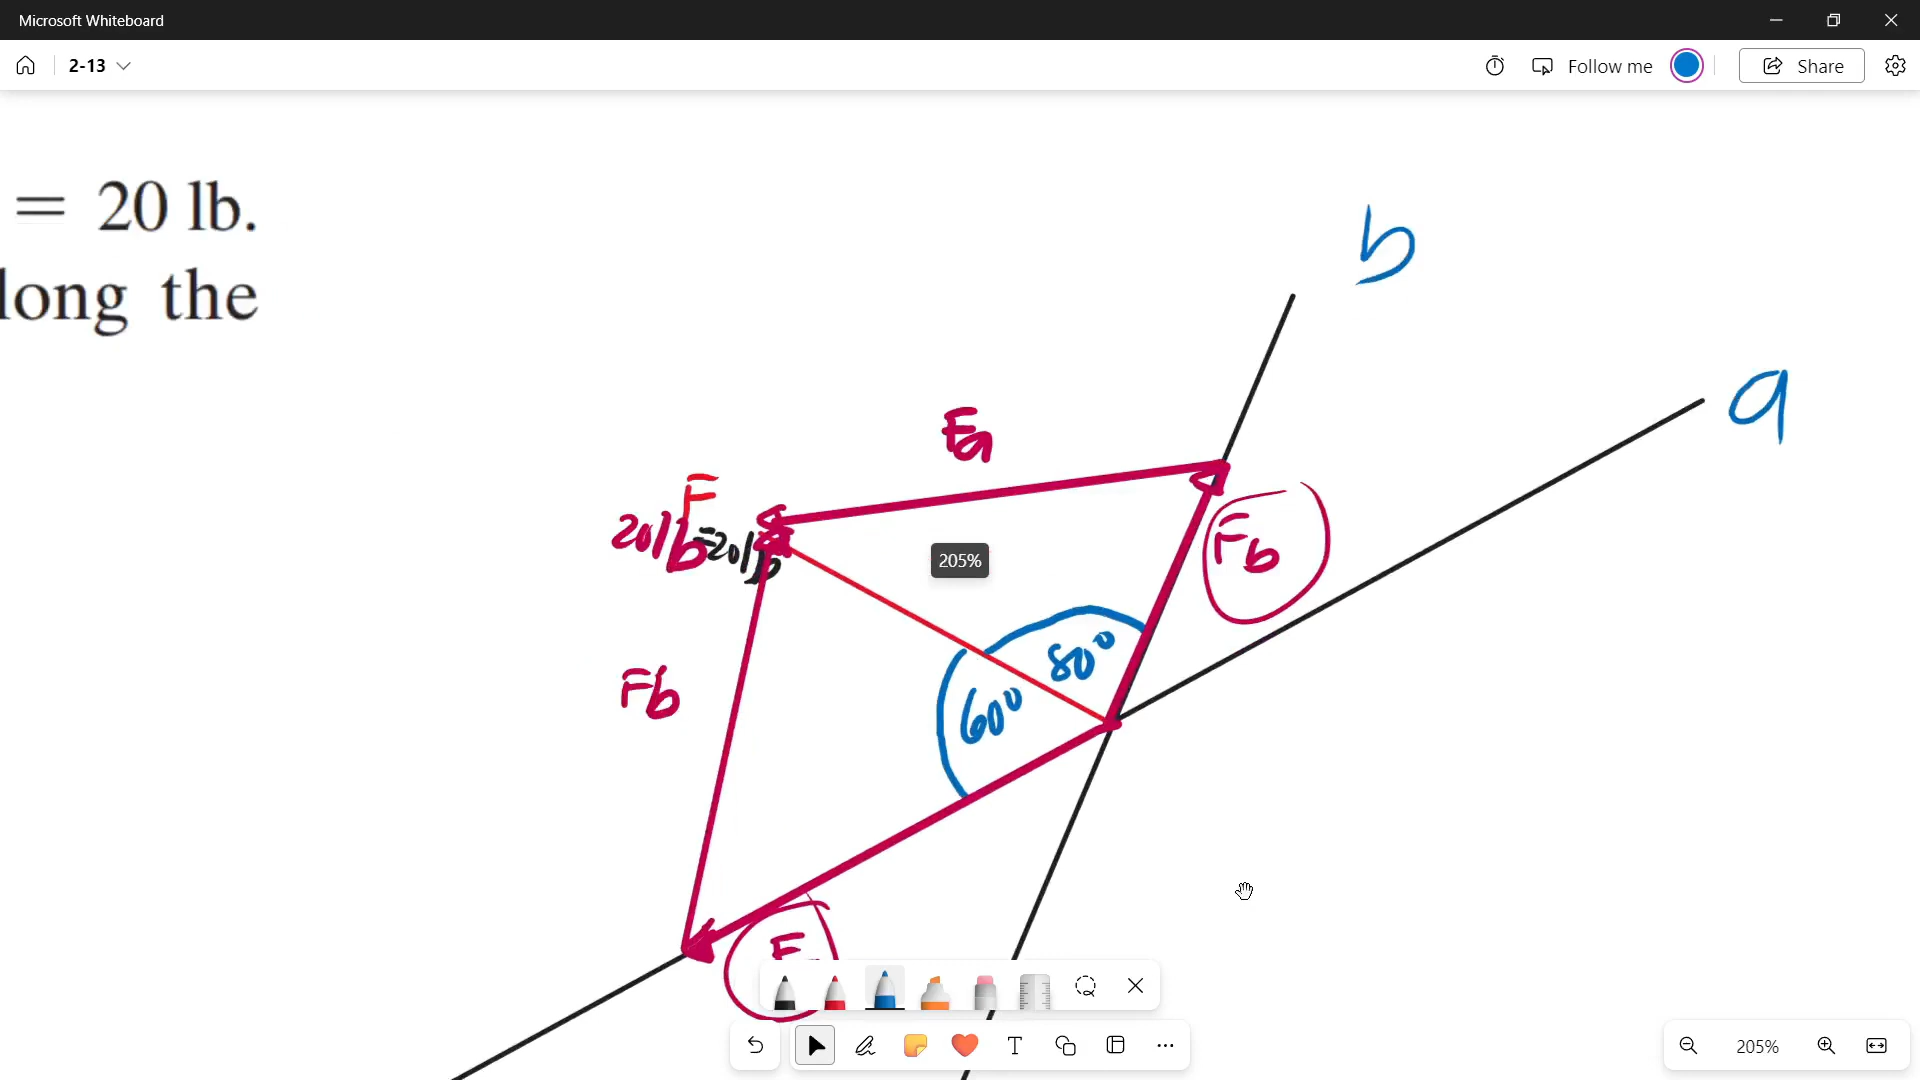 Microsoft Whiteboard
2-13
Follow me
Share
= 20 lb.
long the
b
a
Fa
F
20lb
=20lb
Fb
205%
80°
60°
Fb
F
T
205%